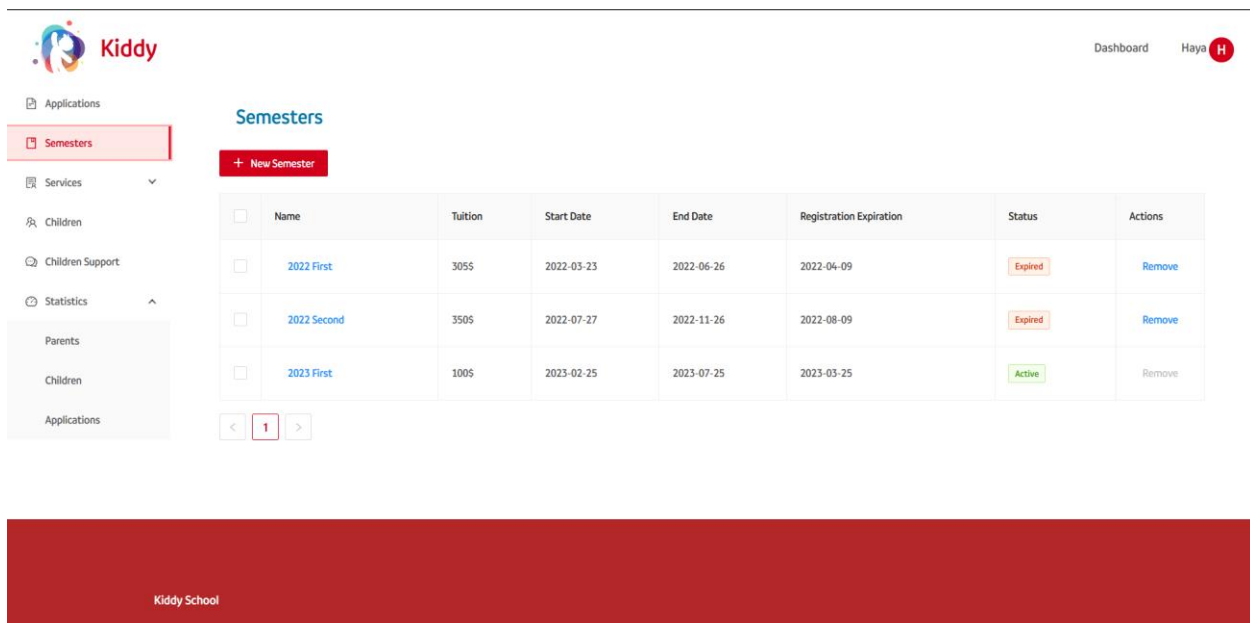 Kiddy
Dashboard Haya H
Applications
Semesters
Services
Children
Children Support
Statistics
Parents
Children
Applications
Semesters
+ New Semester
Name Tuition Start Date End Date Registration Expiration Status Actions
2022 First 305$ 2022-03-23 2022-06-26 2022-04-09 Expired Remove
2022 Second 350$ 2022-07-27 2022-11-26 2022-08-09 Expired Remove
2023 First 100$ 2023-02-25 2023-07-25 2023-03-25 Active Remove
< 1 >
Kiddy School